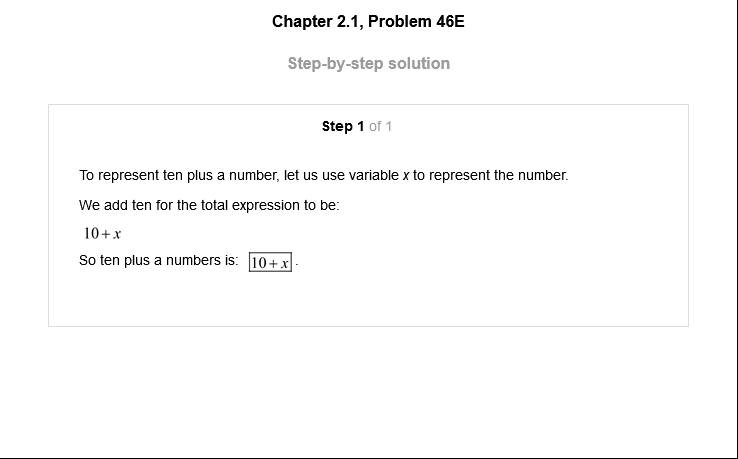 Chapter 2.1, Problem 46E
Step-by-step solution
Step 1 of 1
To represent ten plus a number, let us use variable x to represent the number.
We add ten for the total expression to be:
10+x
So ten plus a numbers is: 10+x.